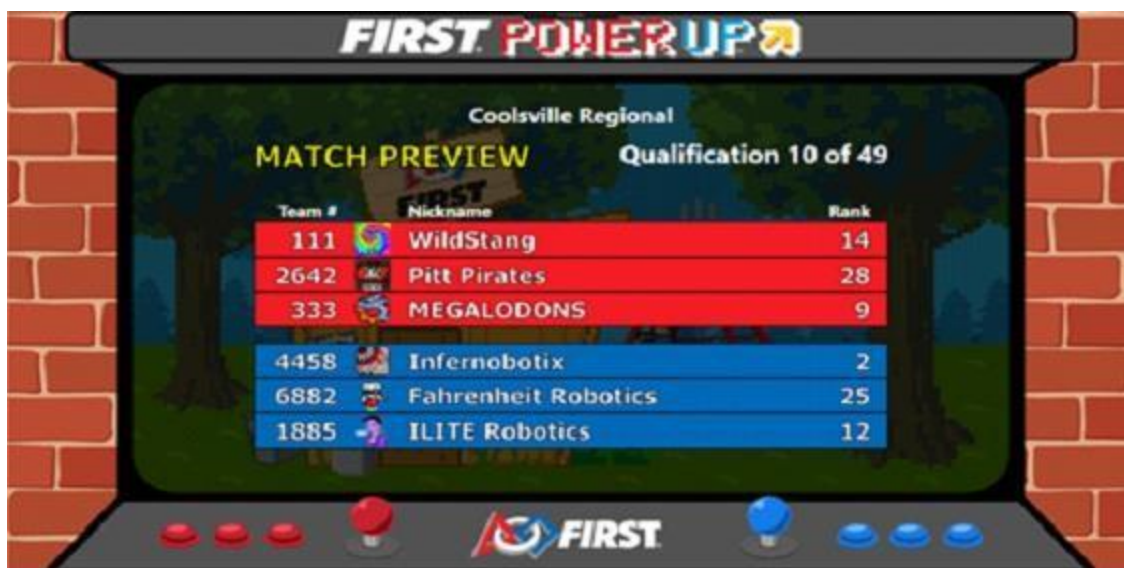 FIRST POWER UP
Coolsville Regional
MATCH PREVIEW Qualification 10 of 49
FIRST
Team # Nickname Rank
111 WildStang 14
2642 Pitt Pirates 28
333 MEGALODONS 9
4458 Infernobotix 2
6882 Fahrenheit Robotics 25
1885 ILITE Robotics 12
FIRST